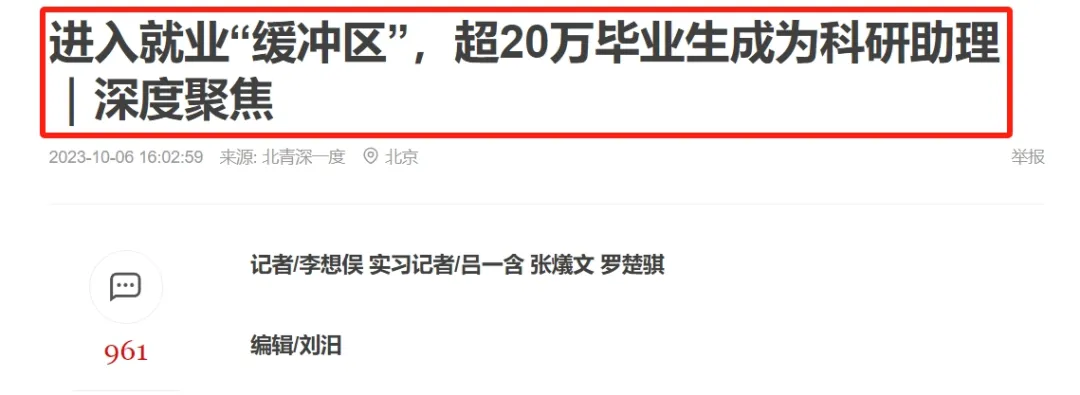 进入就业“缓冲区”，超20万毕业生成为科研助理
｜深度聚焦
2023-10-06 16:02:59 来源: 北青深一度 北京 举报
记者/李想俣 实习记者/吕一含 张爔文 罗楚骐
961
编辑/刘汨